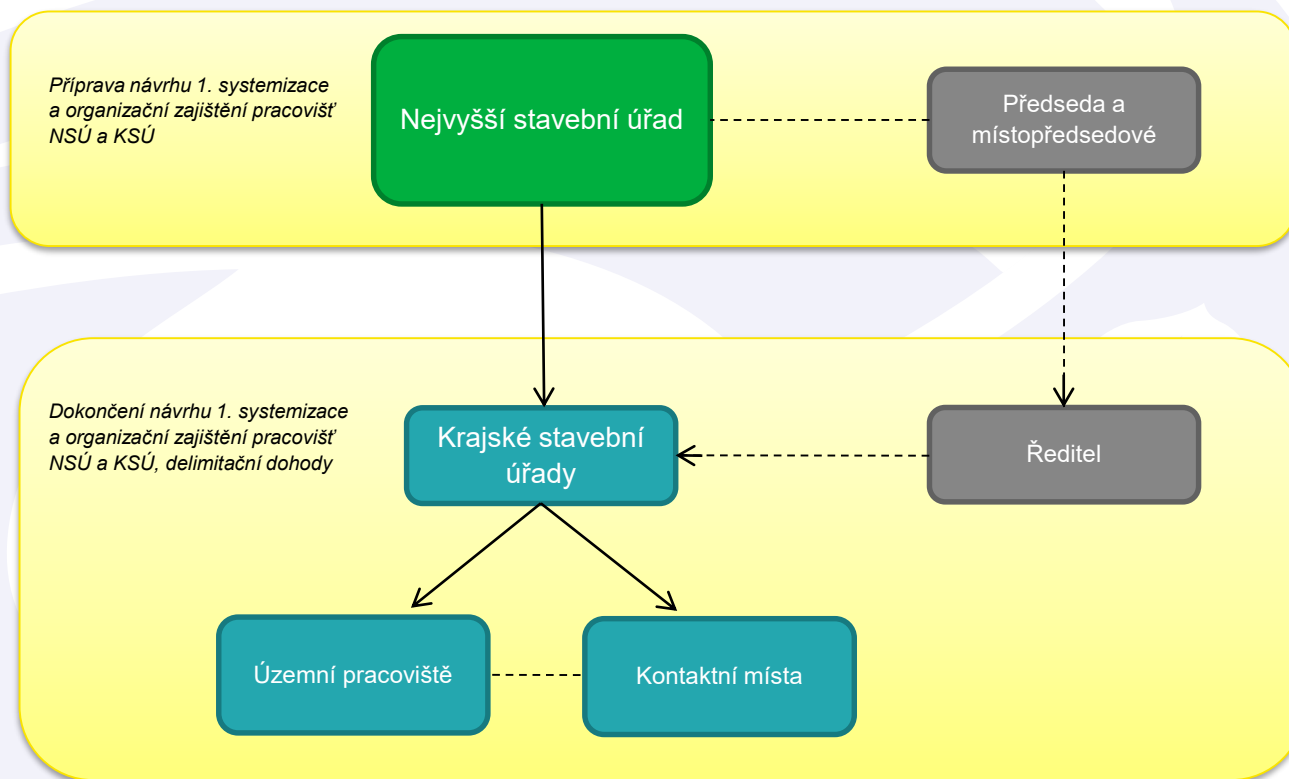 Příprava návrhu 1. systemizace
a organizační zajištění pracovišť
NSÚ a KSÚ
Nejvyšší stavební úřad
Předseda a
místopředsedové
Dokončení návrhu 1. systemizace
a organizační zajištění pracovišť
NSÚ a KSÚ, delimitační dohody
Krajské stavební
úřady
Ředitel
Územní pracoviště
Kontaktní místa